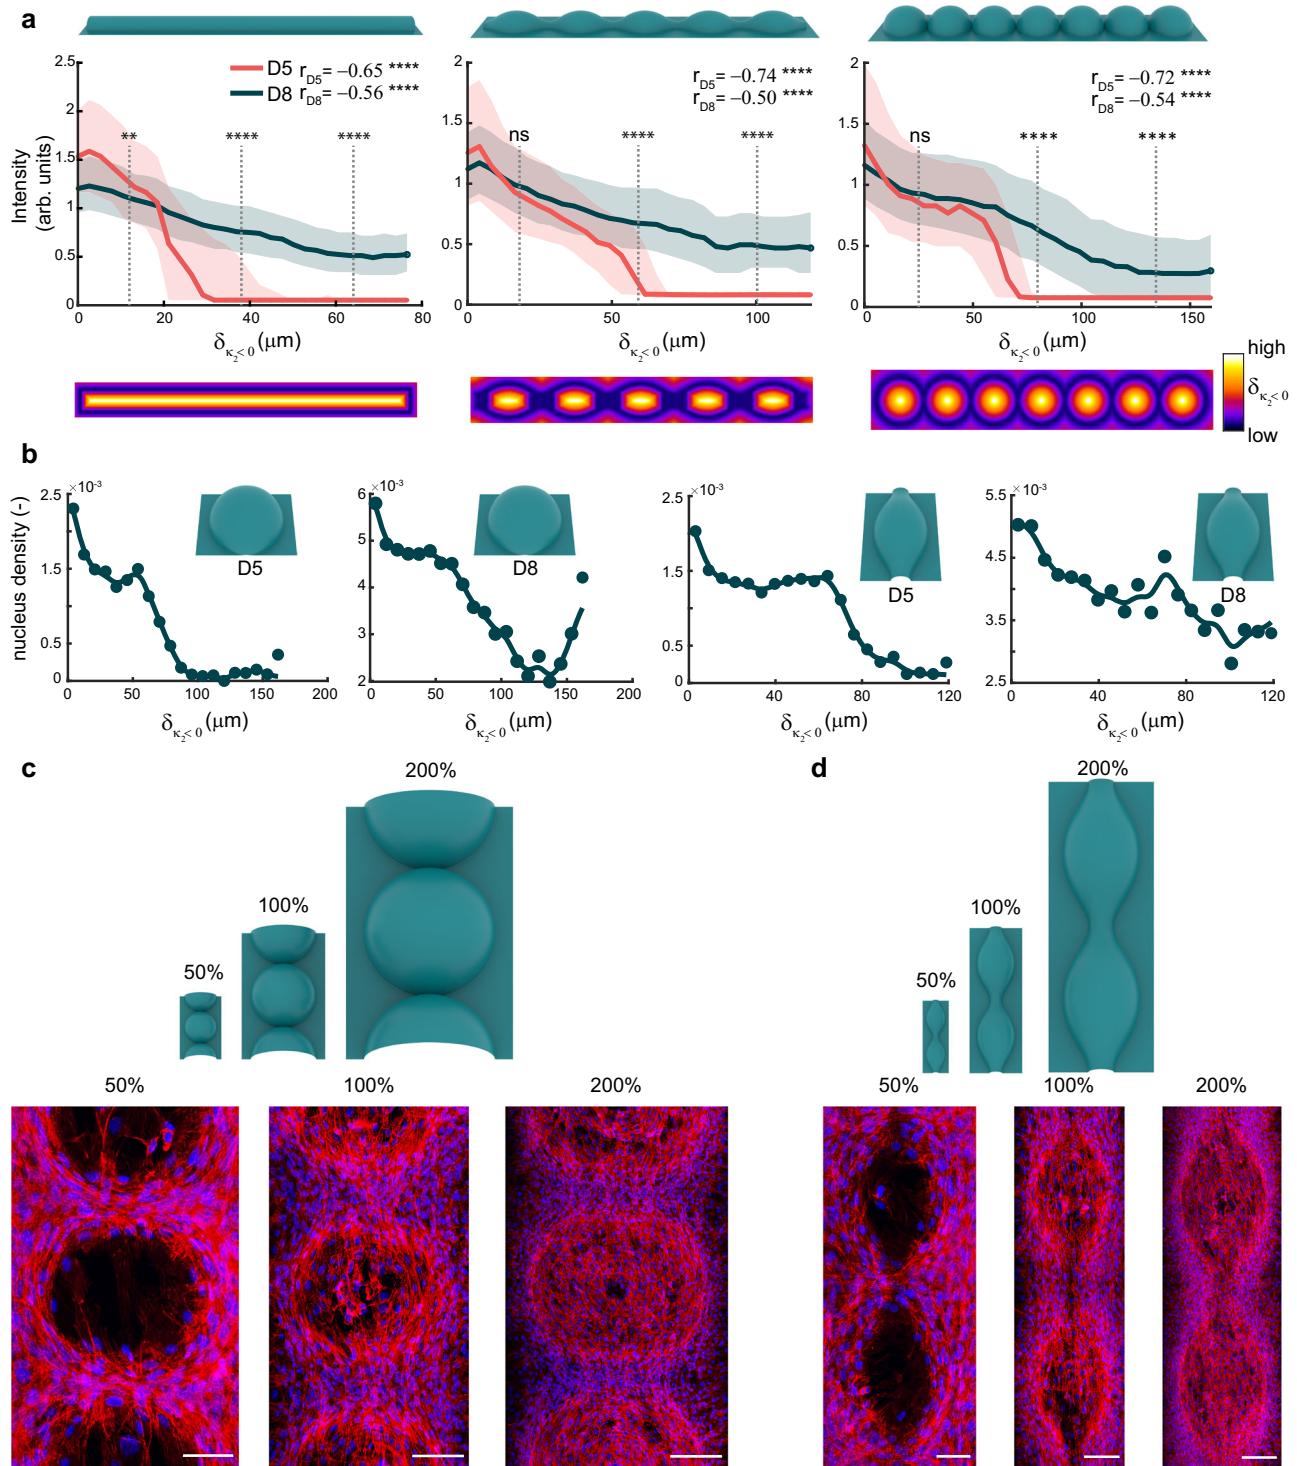 a
2.5
2
1.5
1
0.5
0
0 20 40 60 80
Intensity
(arb. units)
D5 r_D5 = −0.65 ****
D8 r_D8 = −0.56 ****
** **** ****
δ_κ₂<0 (μm)
2
1.5
1
0.5
0
0 50 100
r_D5 = −0.74 ****
r_D8 = −0.50 ****
ns **** ****
δ_κ₂<0 (μm)
2
1.5
1
0.5
0
0 50 100 150
r_D5 = −0.72 ****
r_D8 = −0.54 ****
ns **** ****
δ_κ₂<0 (μm)
high
δ_κ₂<0
low
b
nucleus density (-)
×10⁻³
2.5
1.5
0.5
0
0 100 200
D5
δ_κ₂<0 (μm)
×10⁻³
6
4
3
2
0 50 100 150 200
D8
δ_κ₂<0 (μm)
×10⁻³
2.5
1.5
0.5
0
0 40 80 120
D5
δ_κ₂<0 (μm)
×10⁻³
5.5
4.5
3.5
2.5
0 40 80 120
D8
δ_κ₂<0 (μm)
c
50%
100%
200%
50% 100% 200%
d
50%
100%
200%
50% 100% 200%